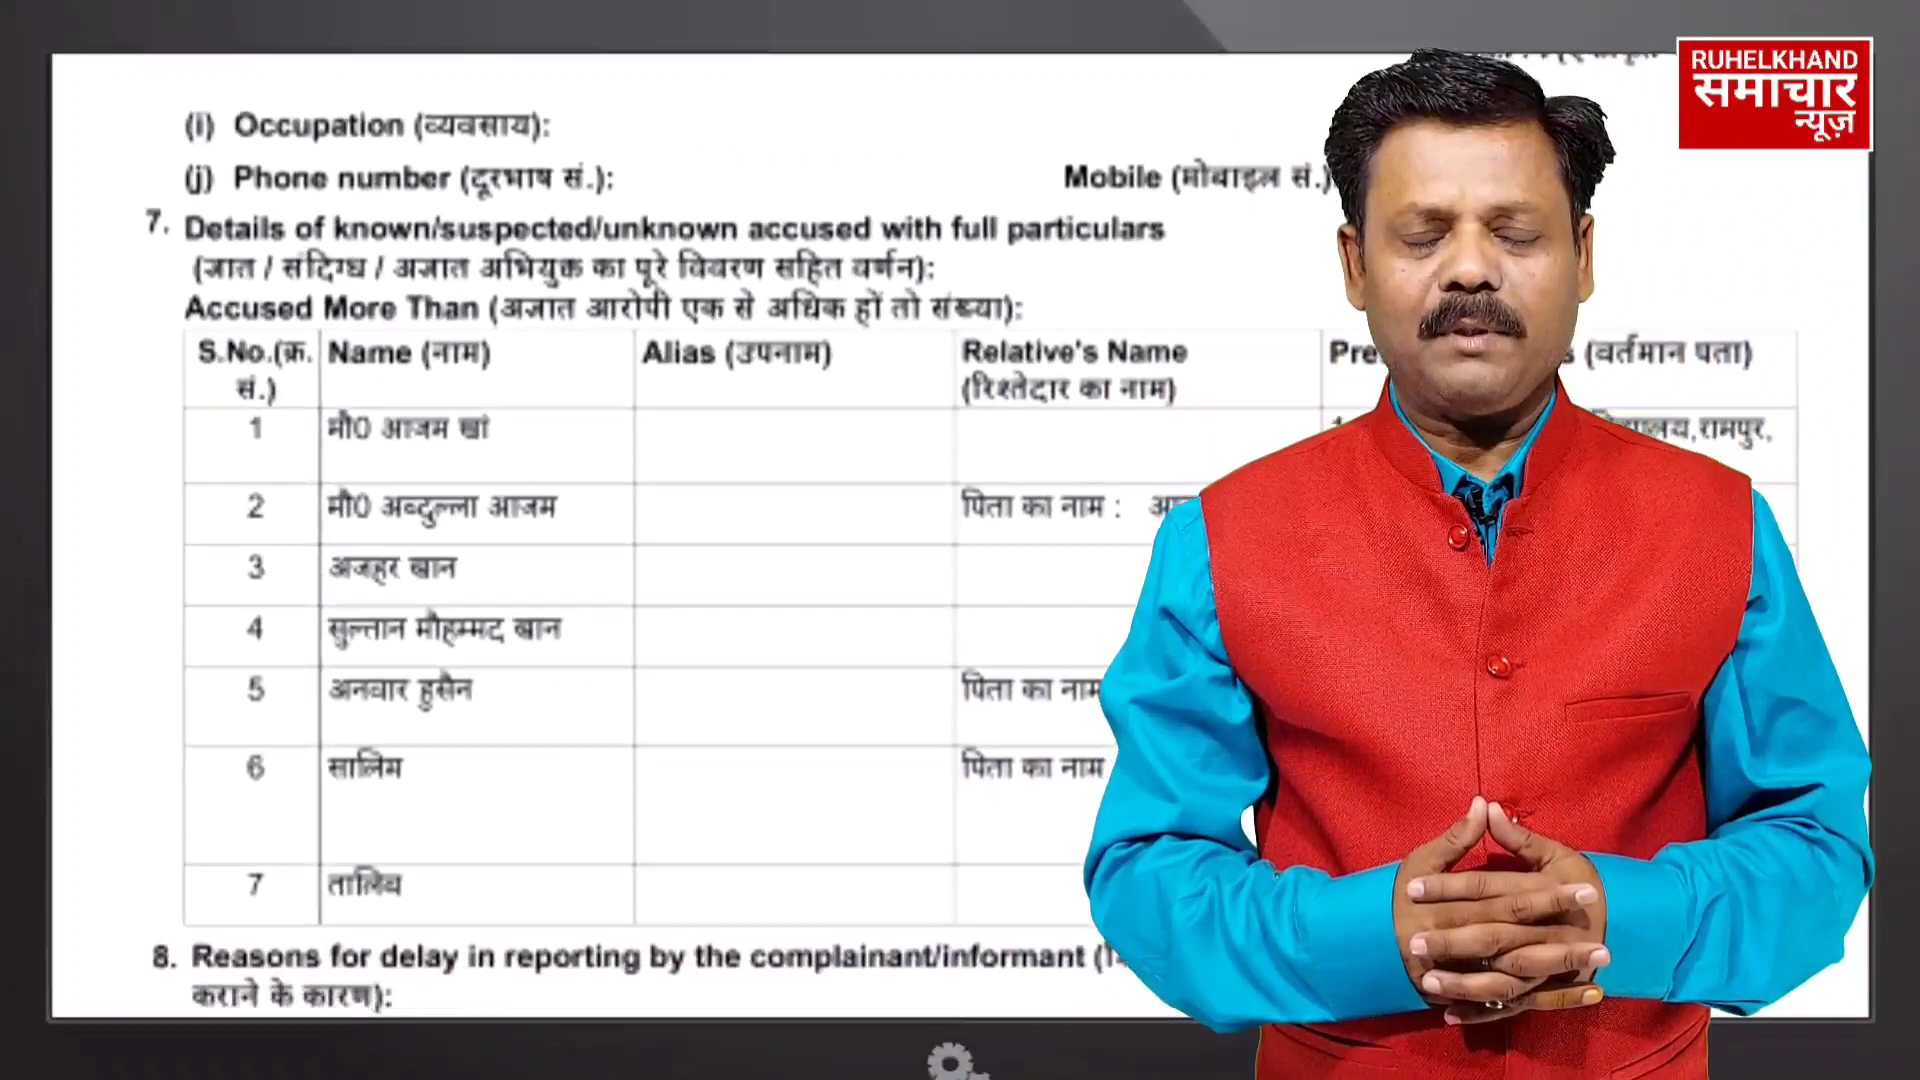 RUHELKHAND
समाचार
न्यूज़
(i) Occupation (व्यवसाय):
(j) Phone number (दूरभाष सं.): Mobile (मोबाइल सं.)
7. Details of known/suspected/unknown accused with full particulars
(ज्ञात / संदिग्ध / अज्ञात अभियुक्त का पूरे विवरण सहित वर्णन):
Accused More Than (अज्ञात आरोपी एक से अधिक हों तो संख्या):
S.No.(क्र. Name (नाम) Alias (उपनाम) Relative's Name (वर्तमान पता)
सं.) (रिश्तेदार का नाम)
1 मौ0 आजम खां रामपुर,
2 मौ0 अब्दुल्ला आजम पिता का नाम :
3 अजहर खान
4 सुल्तान मौहम्मद खान
5 अनवार हुसैन पिता का नाम
6 सालिम पिता का नाम
7 तालिब
8. Reasons for delay in reporting by the complainant/informant
कराने के कारण):